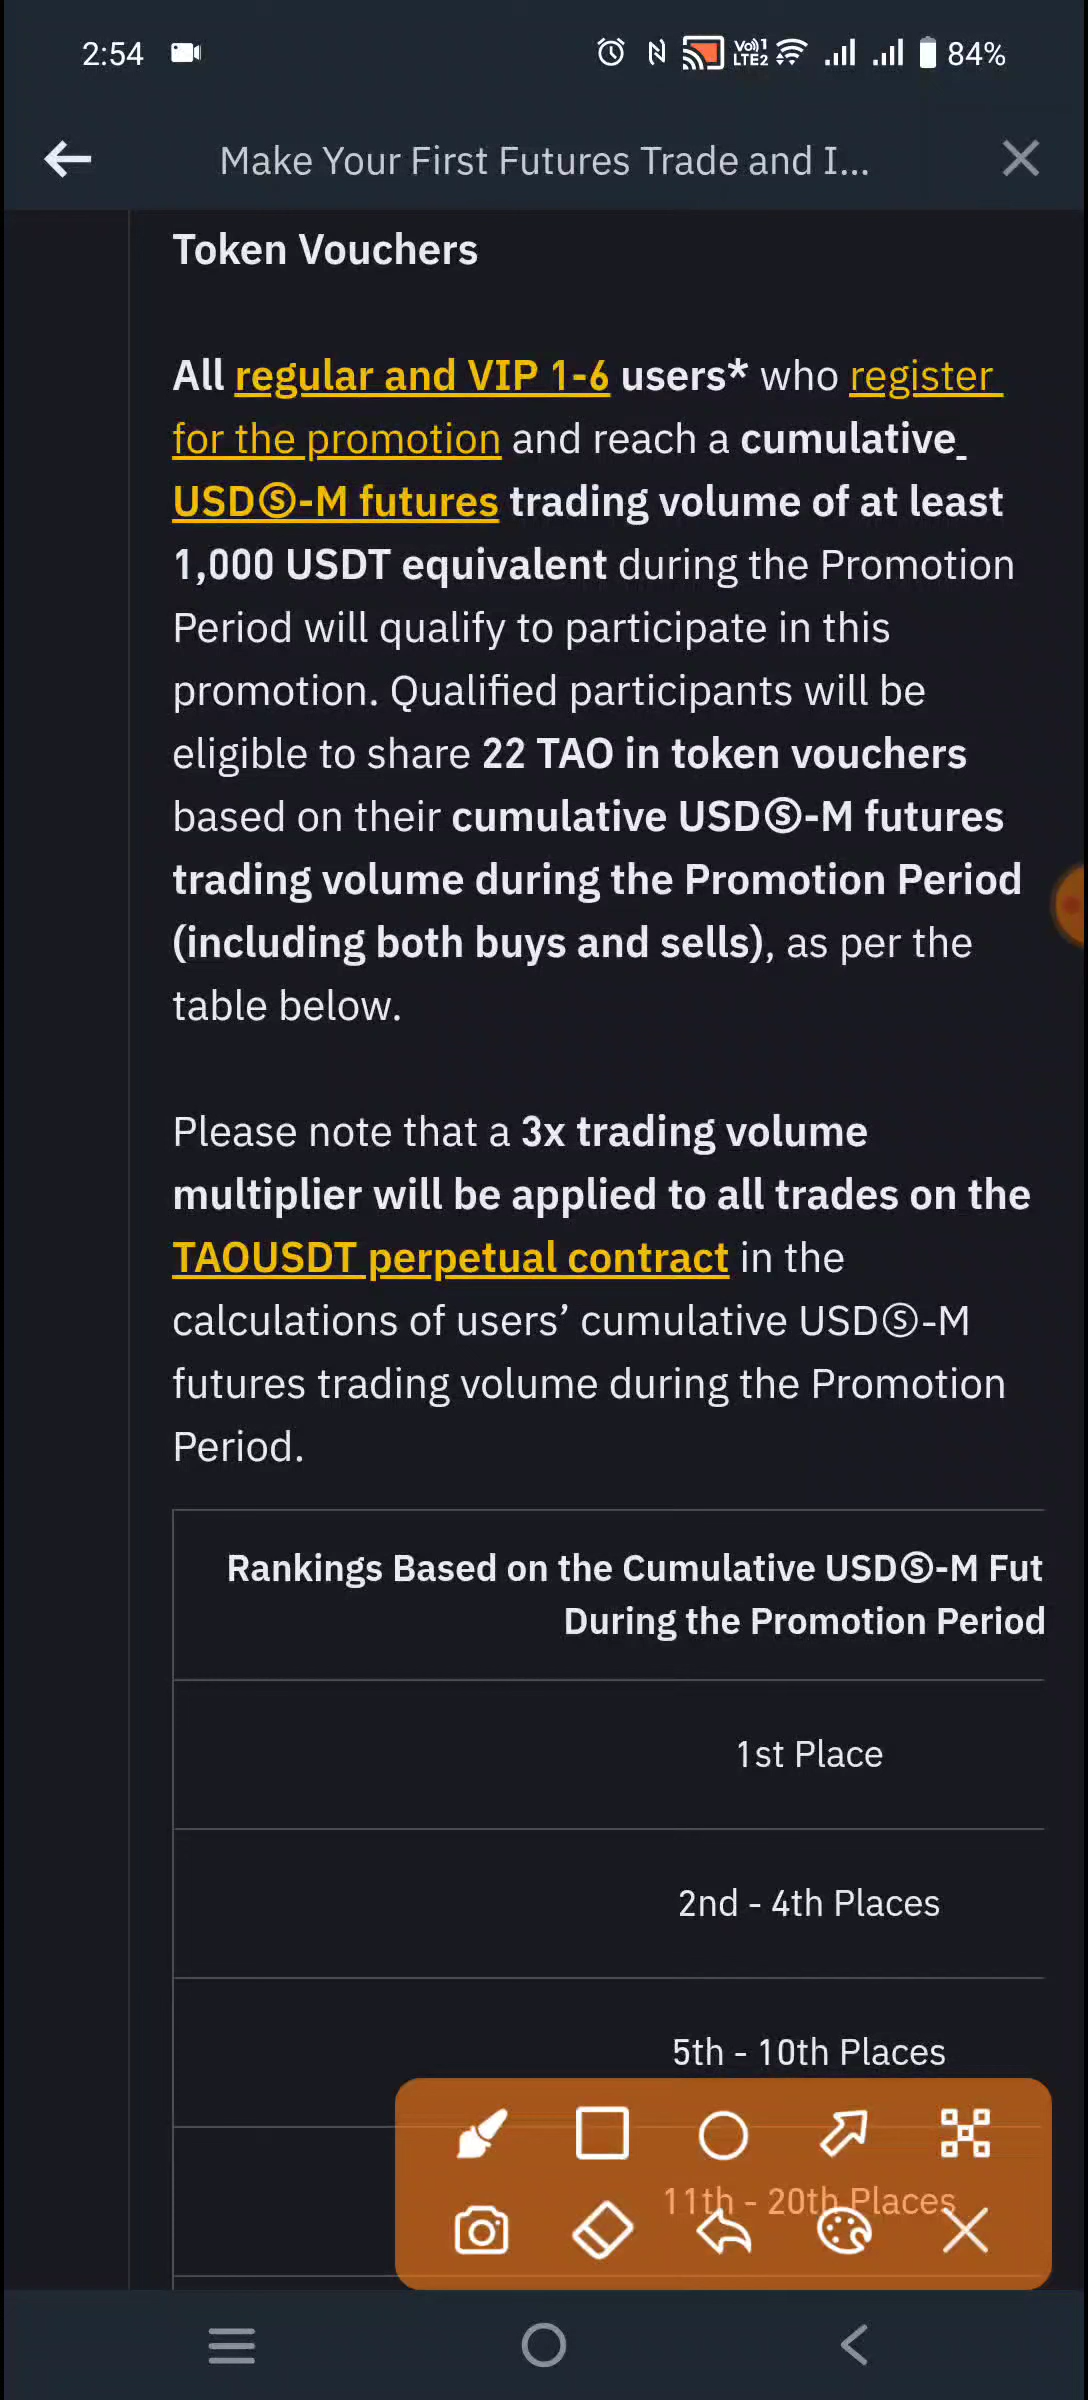 2:54
Vo)) 1
LTE2
84%
Make Your First Futures Trade and I...
Token Vouchers
All regular and VIP 1-6 users* who register
for the promotion and reach a cumulative
USDⓈ-M futures trading volume of at least
1,000 USDT equivalent during the Promotion
Period will qualify to participate in this
promotion. Qualified participants will be
eligible to share 22 TAO in token vouchers
based on their cumulative USDⓈ-M futures
trading volume during the Promotion Period
(including both buys and sells), as per the
table below.
Please note that a 3x trading volume
multiplier will be applied to all trades on the
TAOUSDT perpetual contract in the
calculations of users’ cumulative USDⓈ-M
futures trading volume during the Promotion
Period.
Rankings Based on the Cumulative USDⓈ-M Fut
During the Promotion Period
1st Place
2nd - 4th Places
5th - 10th Places
11th - 20th Places